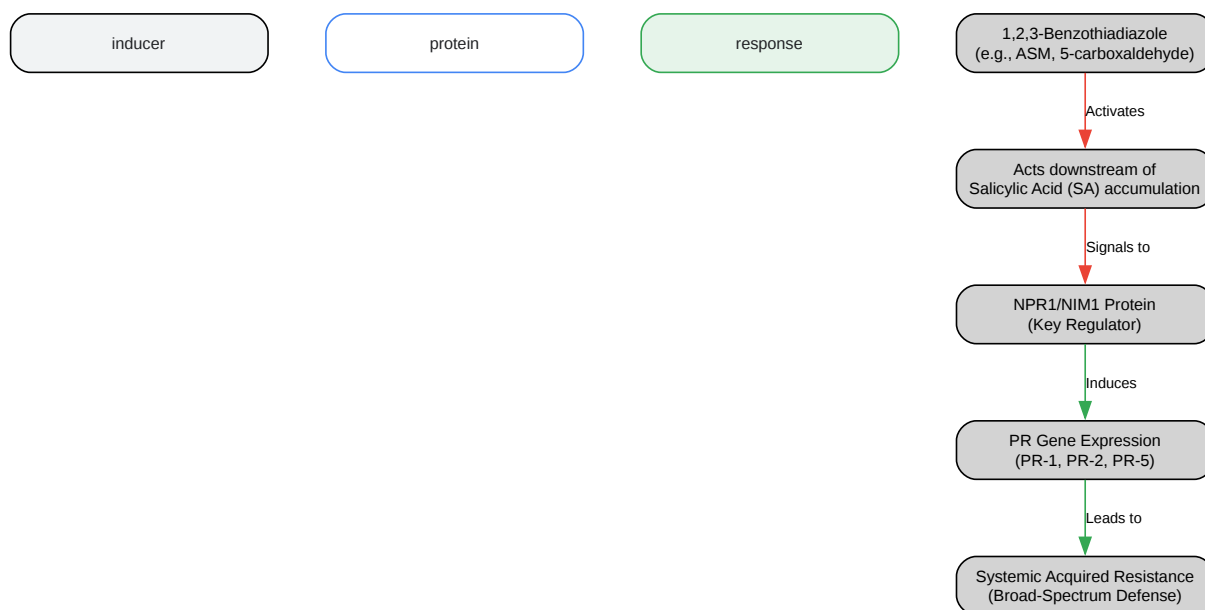 inducer
protein
response
1,2,3-Benzothiadiazole
(e.g., ASM, 5-carboxaldehyde)
Activates
Acts downstream of
Salicylic Acid (SA) accumulation
Signals to
NPR1/NIM1 Protein
(Key Regulator)
Induces
PR Gene Expression
(PR-1, PR-2, PR-5)
Leads to
Systemic Acquired Resistance
(Broad-Spectrum Defense)